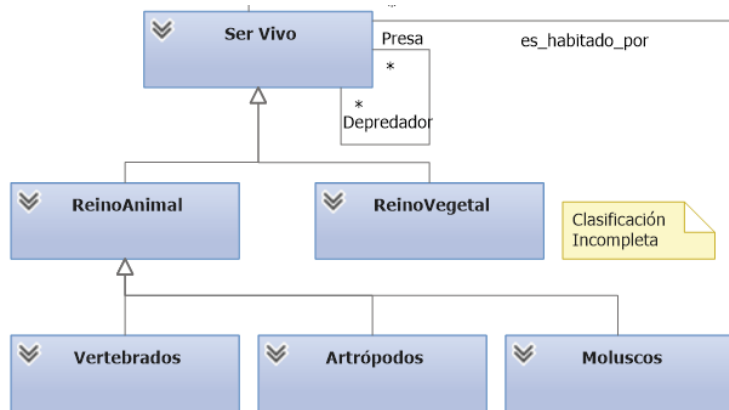 *
Ser Vivo
Presa
es_habitado_por
*
*
Depredador
ReinoAnimal
ReinoVegetal
Clasificación
Incompleta
Vertebrados
Artrópodos
Moluscos